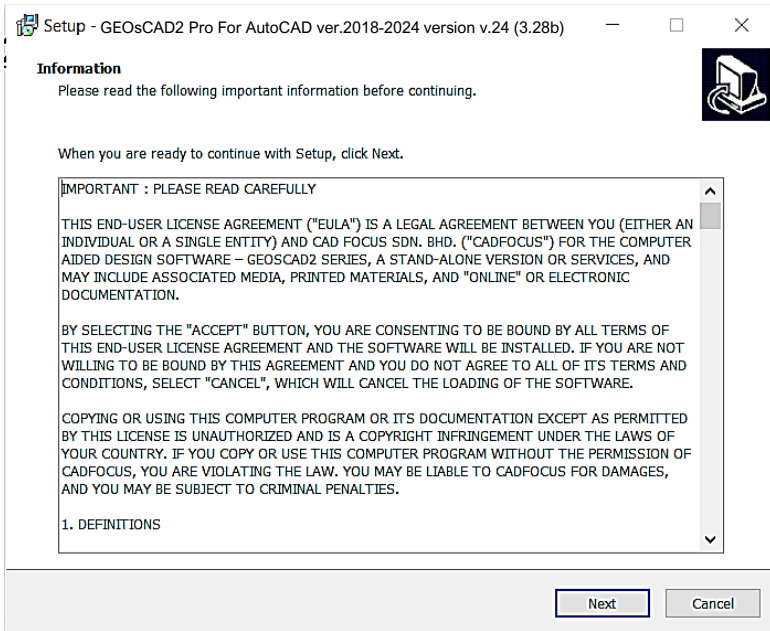 Setup - GEOsCAD2 Pro For AutoCAD ver.2018-2024 version v.24 (3.28b)
Information
Please read the following important information before continuing.
When you are ready to continue with Setup, click Next.
IMPORTANT : PLEASE READ CAREFULLY
THIS END-USER LICENSE AGREEMENT ("EULA") IS A LEGAL AGREEMENT BETWEEN YOU (EITHER AN
INDIVIDUAL OR A SINGLE ENTITY) AND CAD FOCUS SDN. BHD. ("CADFOCUS") FOR THE COMPUTER
AIDED DESIGN SOFTWARE – GEOSCAD2 SERIES, A STAND-ALONE VERSION OR SERVICES, AND
MAY INCLUDE ASSOCIATED MEDIA, PRINTED MATERIALS, AND "ONLINE" OR ELECTRONIC
DOCUMENTATION.
BY SELECTING THE "ACCEPT" BUTTON, YOU ARE CONSENTING TO BE BOUND BY ALL TERMS OF
THIS END-USER LICENSE AGREEMENT AND THE SOFTWARE WILL BE INSTALLED. IF YOU ARE NOT
WILLING TO BE BOUND BY THIS AGREEMENT AND YOU DO NOT AGREE TO ALL OF ITS TERMS AND
CONDITIONS, SELECT "CANCEL", WHICH WILL CANCEL THE LOADING OF THE SOFTWARE.
COPYING OR USING THIS COMPUTER PROGRAM OR ITS DOCUMENTATION EXCEPT AS PERMITTED
BY THIS LICENSE IS UNAUTHORIZED AND IS A COPYRIGHT INFRINGEMENT UNDER THE LAWS OF
YOUR COUNTRY. IF YOU COPY OR USE THIS COMPUTER PROGRAM WITHOUT THE PERMISSION OF
CADFOCUS, YOU ARE VIOLATING THE LAW. YOU MAY BE LIABLE TO CADFOCUS FOR DAMAGES,
AND YOU MAY BE SUBJECT TO CRIMINAL PENALTIES.
1. DEFINITIONS
Next
Cancel